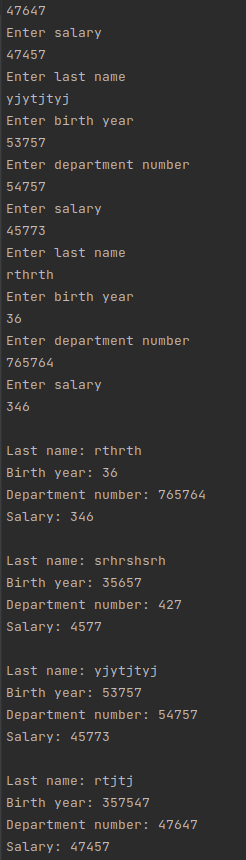 47647
Enter salary
47457
Enter last name
yjytjtyj
Enter birth year
53757
Enter department number
54757
Enter salary
45773
Enter last name
rthrth
Enter birth year
36
Enter department number
765764
Enter salary
346
Last name: rthrth
Birth year: 36
Department number: 765764
Salary: 346
Last name: srhrshsrh
Birth year: 35657
Department number: 427
Salary: 4577
Last name: yjytjtyj
Birth year: 53757
Department number: 54757
Salary: 45773
Last name: rtjtj
Birth year: 357547
Department number: 47647
Salary: 47457